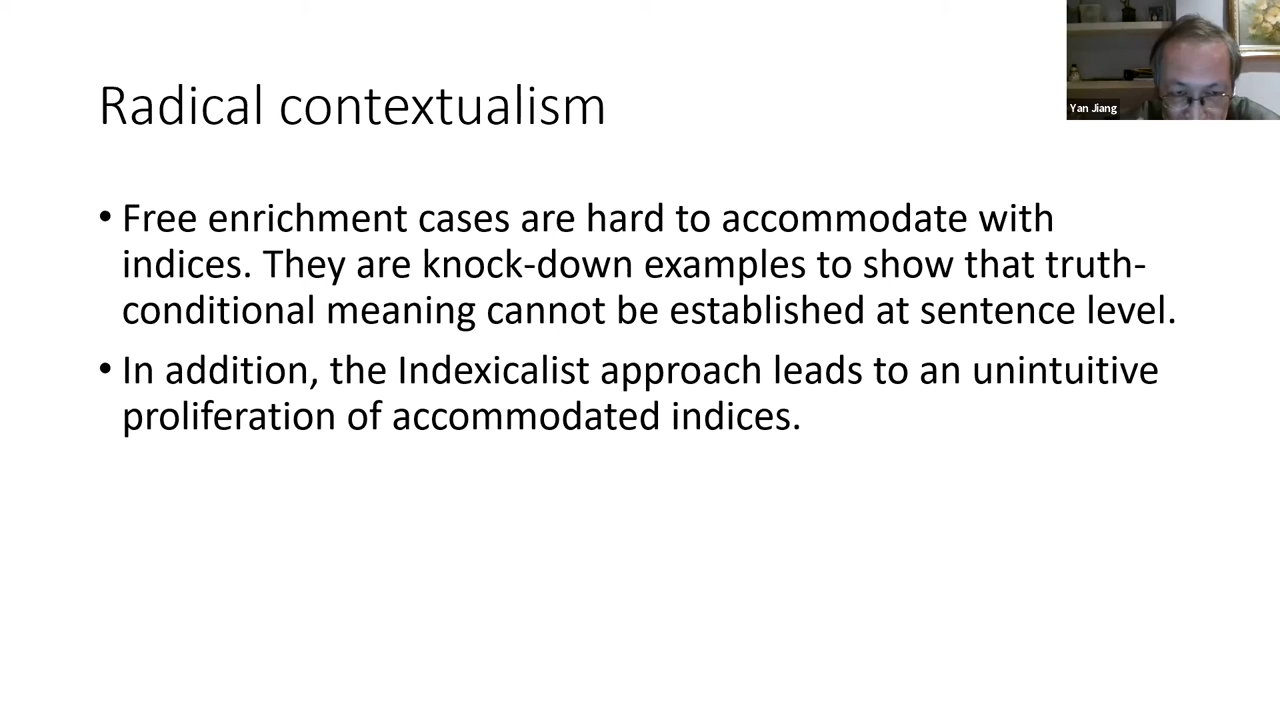 Radical contextualism
Yan Jiang
• Free enrichment cases are hard to accommodate with
indices. They are knock-down examples to show that truth-
conditional meaning cannot be established at sentence level.
• In addition, the Indexicalist approach leads to an unintuitive
proliferation of accommodated indices.